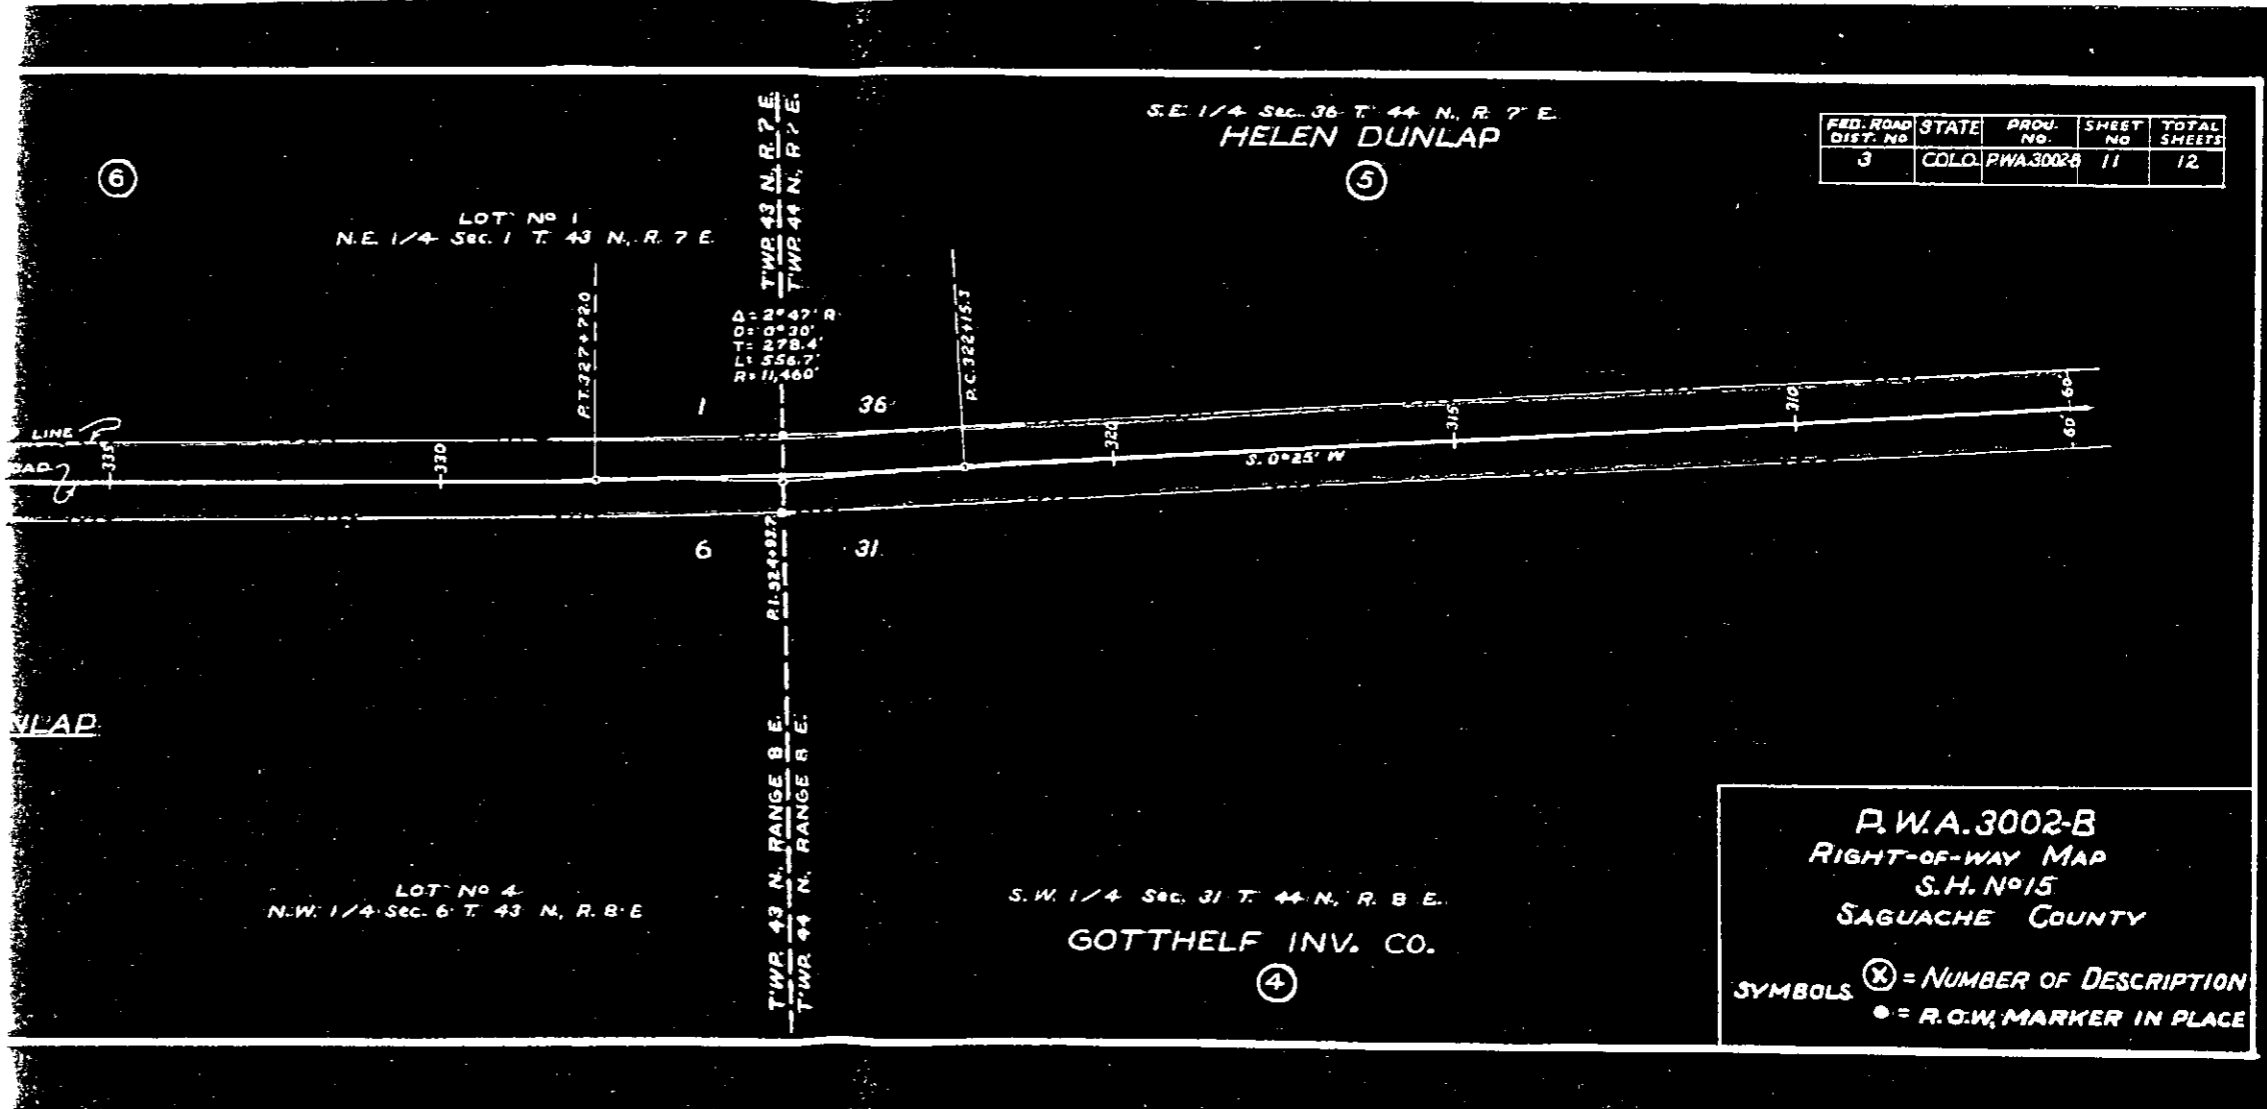 S.E. 1/4 Sec. 36 T. 44 N., R. 7 E.
HELEN DUNLAP
5
FED. ROAD DIST. NO STATE PROJ. NO. SHEET NO TOTAL SHEETS
3 COLO. P.W.A.3002-B 11 12
6
LOT No 1
N.E. 1/4 Sec. 1 T. 43 N., R. 7 E.
T'WP. 43 N. R. 7 E.
T'WP. 44 N., R. 7 E.
P.T. 327+72.0
Δ = 2°47' R
D = 0°30'
T = 278.4'
L = 556.7'
R = 11,460'
P.C. 322+15.3
1
36
LINE
335
330
320
315
310
60'
60'
S. 0°25' W
6
31
P.I. 324+93.7
NLAP
T'WP. 43 N. RANGE 8 E.
T'WP. 44 N. RANGE 8 E.
LOT No 4
N.W. 1/4 Sec. 6 T. 43 N., R. 8 E
S.W. 1/4 Sec. 31 T. 44 N., R. 8 E.
GOTTHELF INV. CO.
4
P.W.A.3002-B
RIGHT-OF-WAY MAP
S.H. No 15
SAGUACHE COUNTY
SYMBOLS
X = NUMBER OF DESCRIPTION
● = R.O.W. MARKER IN PLACE